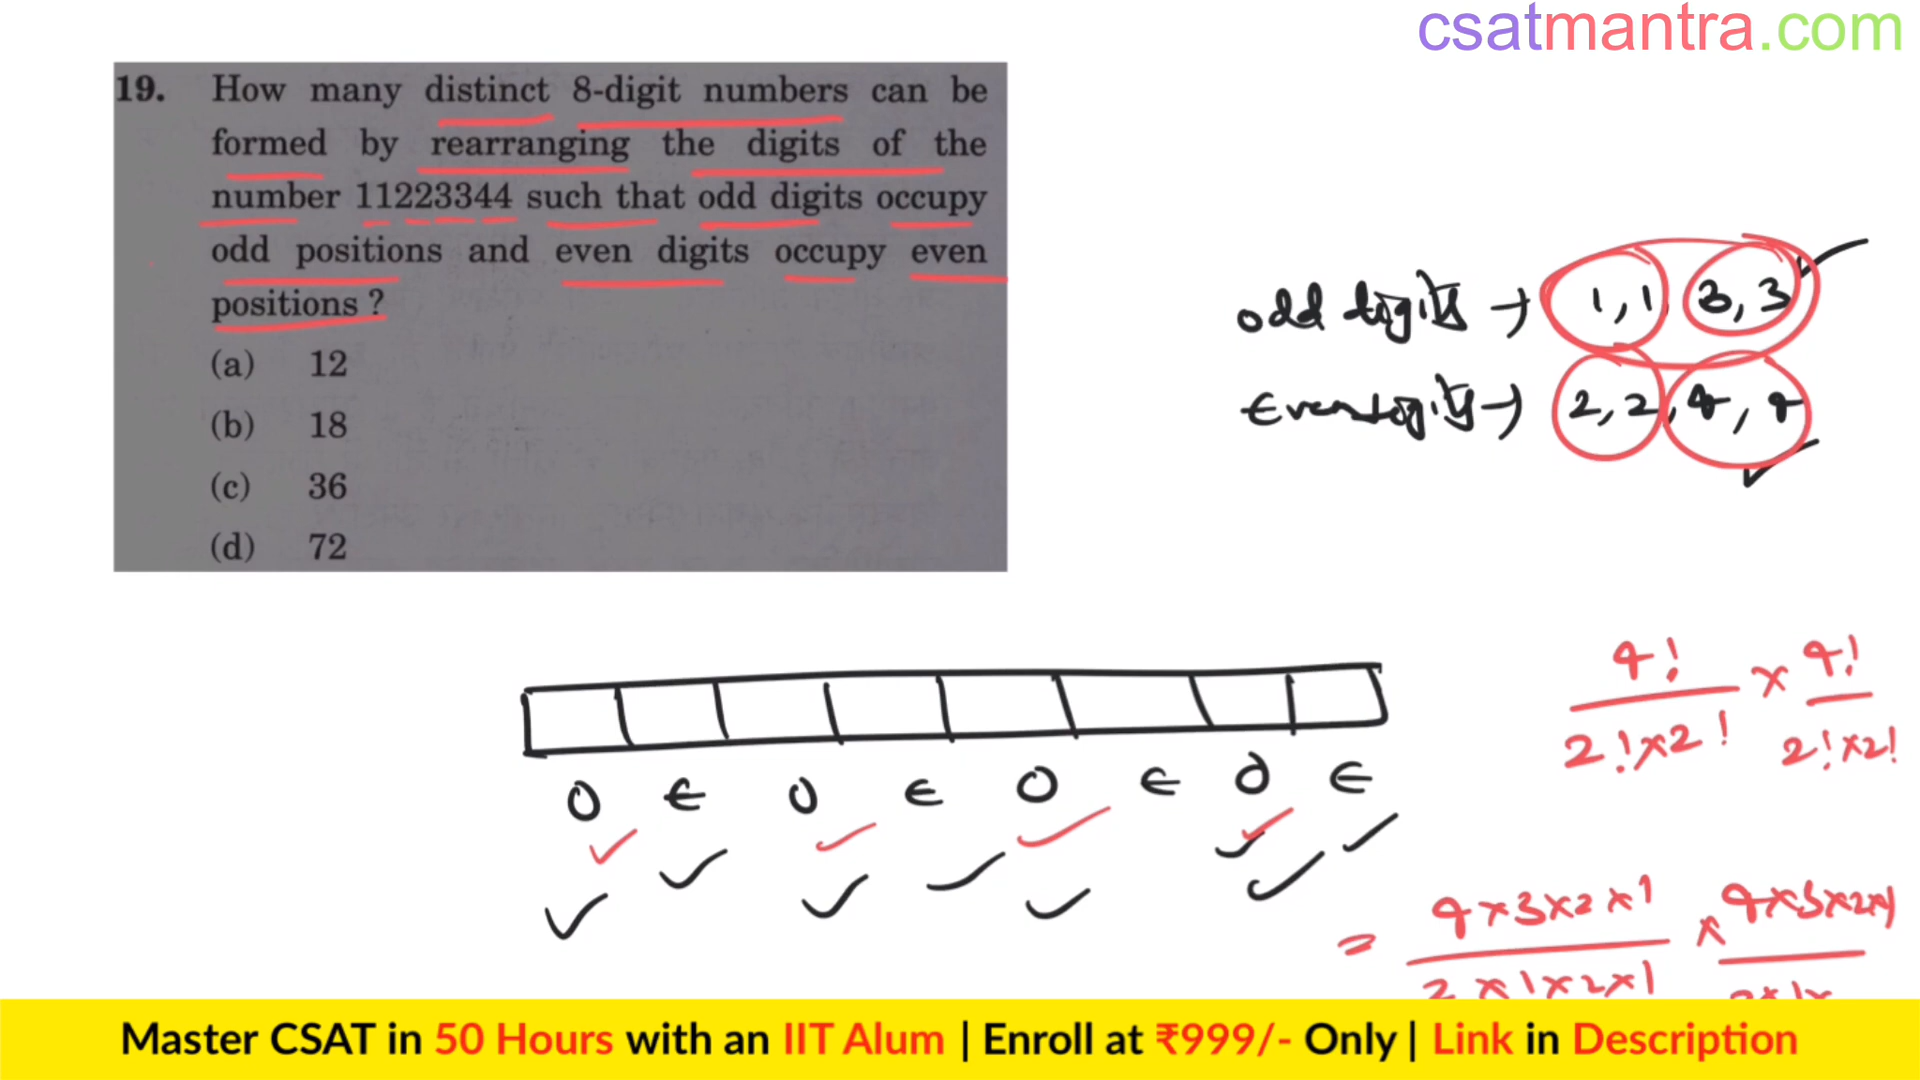 csatmantra.com
19. How many distinct 8-digit numbers can be
formed by rearranging the digits of the
number 11223344 such that odd digits occupy
odd positions and even digits occupy even
positions ?
(a) 12
(b) 18
(c) 36
(d) 72
odd digits → 1,1, 3,3
Even digits → 2,2, 4,4
4! / 2!×2! × 4! / 2!×2!
O E O E O E O E
= 4×3×2×1 / 2×1×2×1 × 4×3×2×1
Master CSAT in 50 Hours with an IIT Alum | Enroll at ₹999/- Only | Link in Description